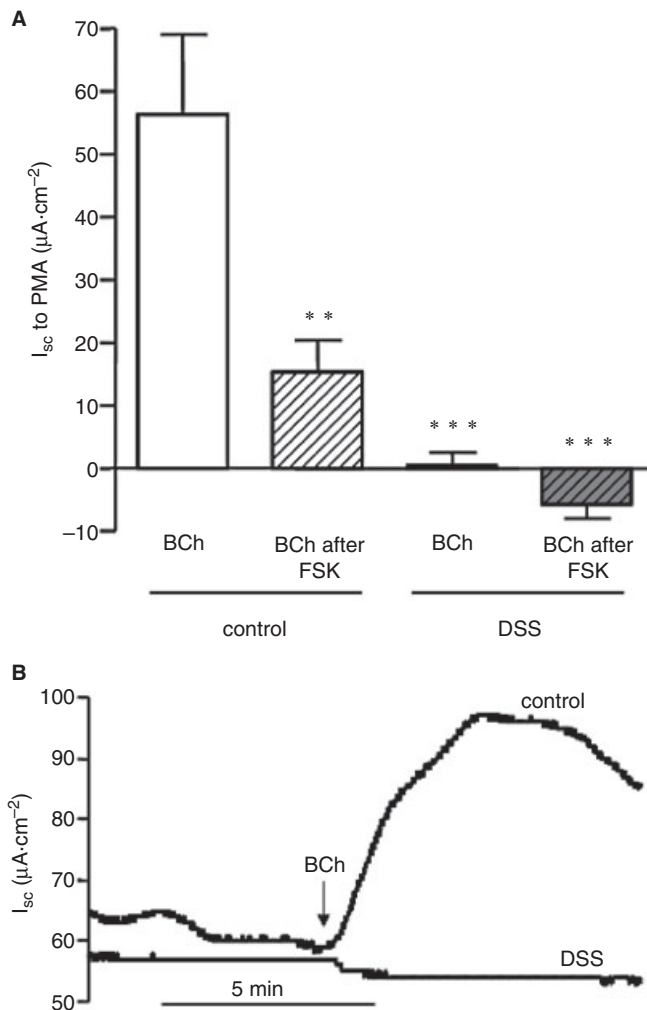 A
I_sc to PMA (µA·cm⁻²)
70
60
50
40
30
20
10
0
−10
* *
* * *
* * *
BCh
BCh after
FSK
BCh
BCh after
FSK
control
DSS
B
I_sc (µA·cm⁻²)
100
90
80
70
60
50
control
BCh
DSS
5 min